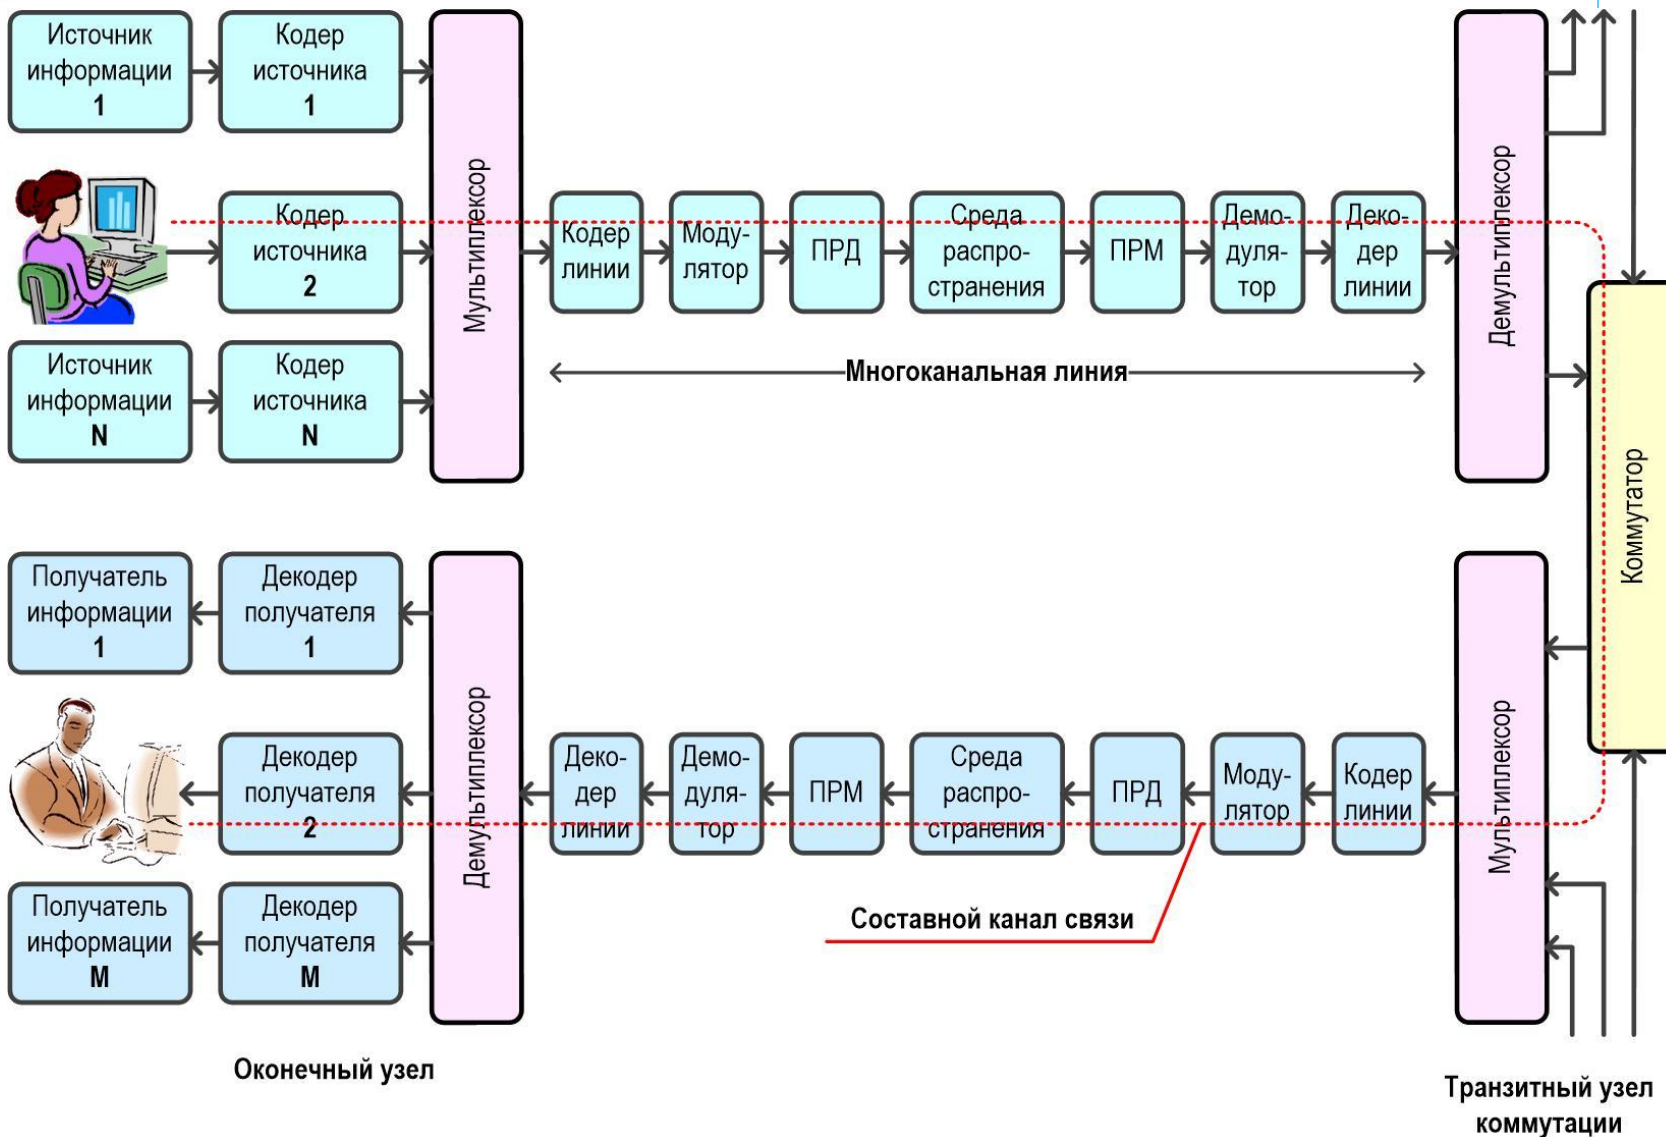 Источник
информации
1
Кодер
источника
1
Мультиплексор
Демультиплексор
Кодер
источника
2
Кодер
линии
Моду-
лятор
ПРД
Среда
распро-
странения
ПРМ
Демо-
дуля-
тор
Деко-
дер
линии
Источник
информации
N
Кодер
источника
N
Многоканальная линия
Коммутатор
Получатель
информации
1
Декодер
получателя
1
Демультиплексор
Мультиплексор
Декодер
получателя
2
Деко-
дер
линии
Демо-
дуля-
тор
ПРМ
Среда
распро-
странения
ПРД
Моду-
лятор
Кодер
линии
Получатель
информации
М
Декодер
получателя
М
Составной канал связи
Оконечный узел
Транзитный узел
коммутации